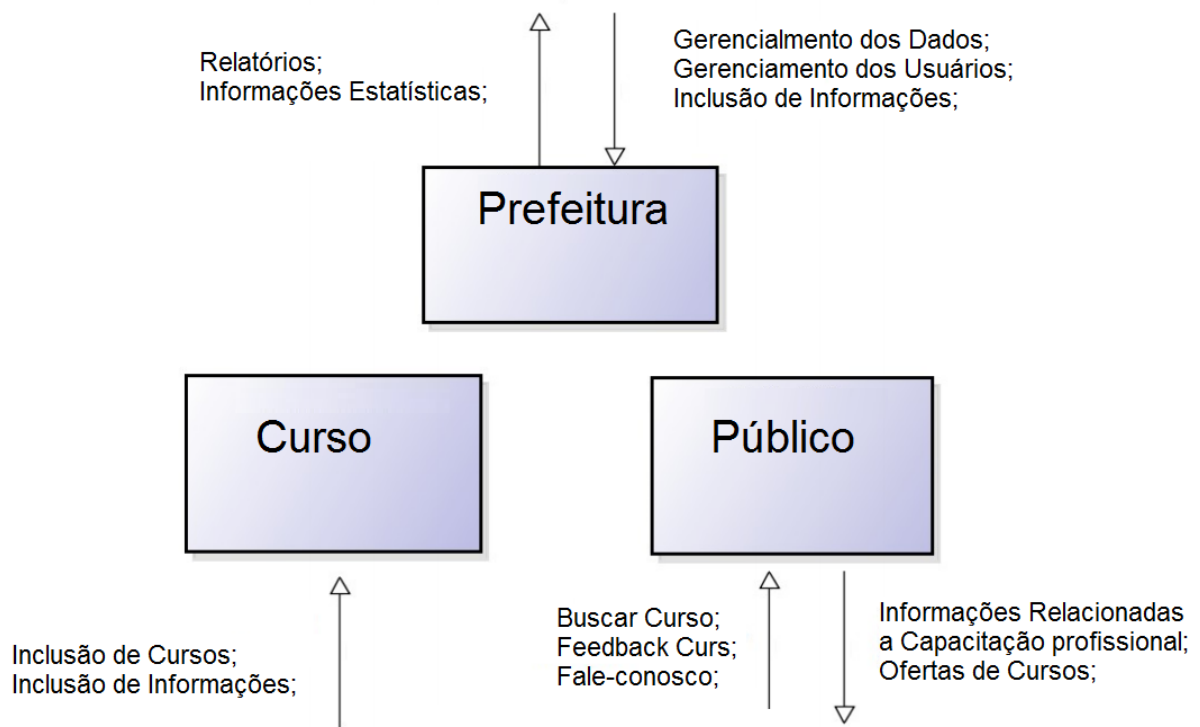 Relatórios;
Informações Estatísticas;
Gerencialmento dos Dados;
Gerenciamento dos Usuários;
Inclusão de Informações;
Prefeitura
Curso
Público
Inclusão de Cursos;
Inclusão de Informações;
Buscar Curso;
Feedback Curs;
Fale-conosco;
Informações Relacionadas
a Capacitação profissional;
Ofertas de Cursos;